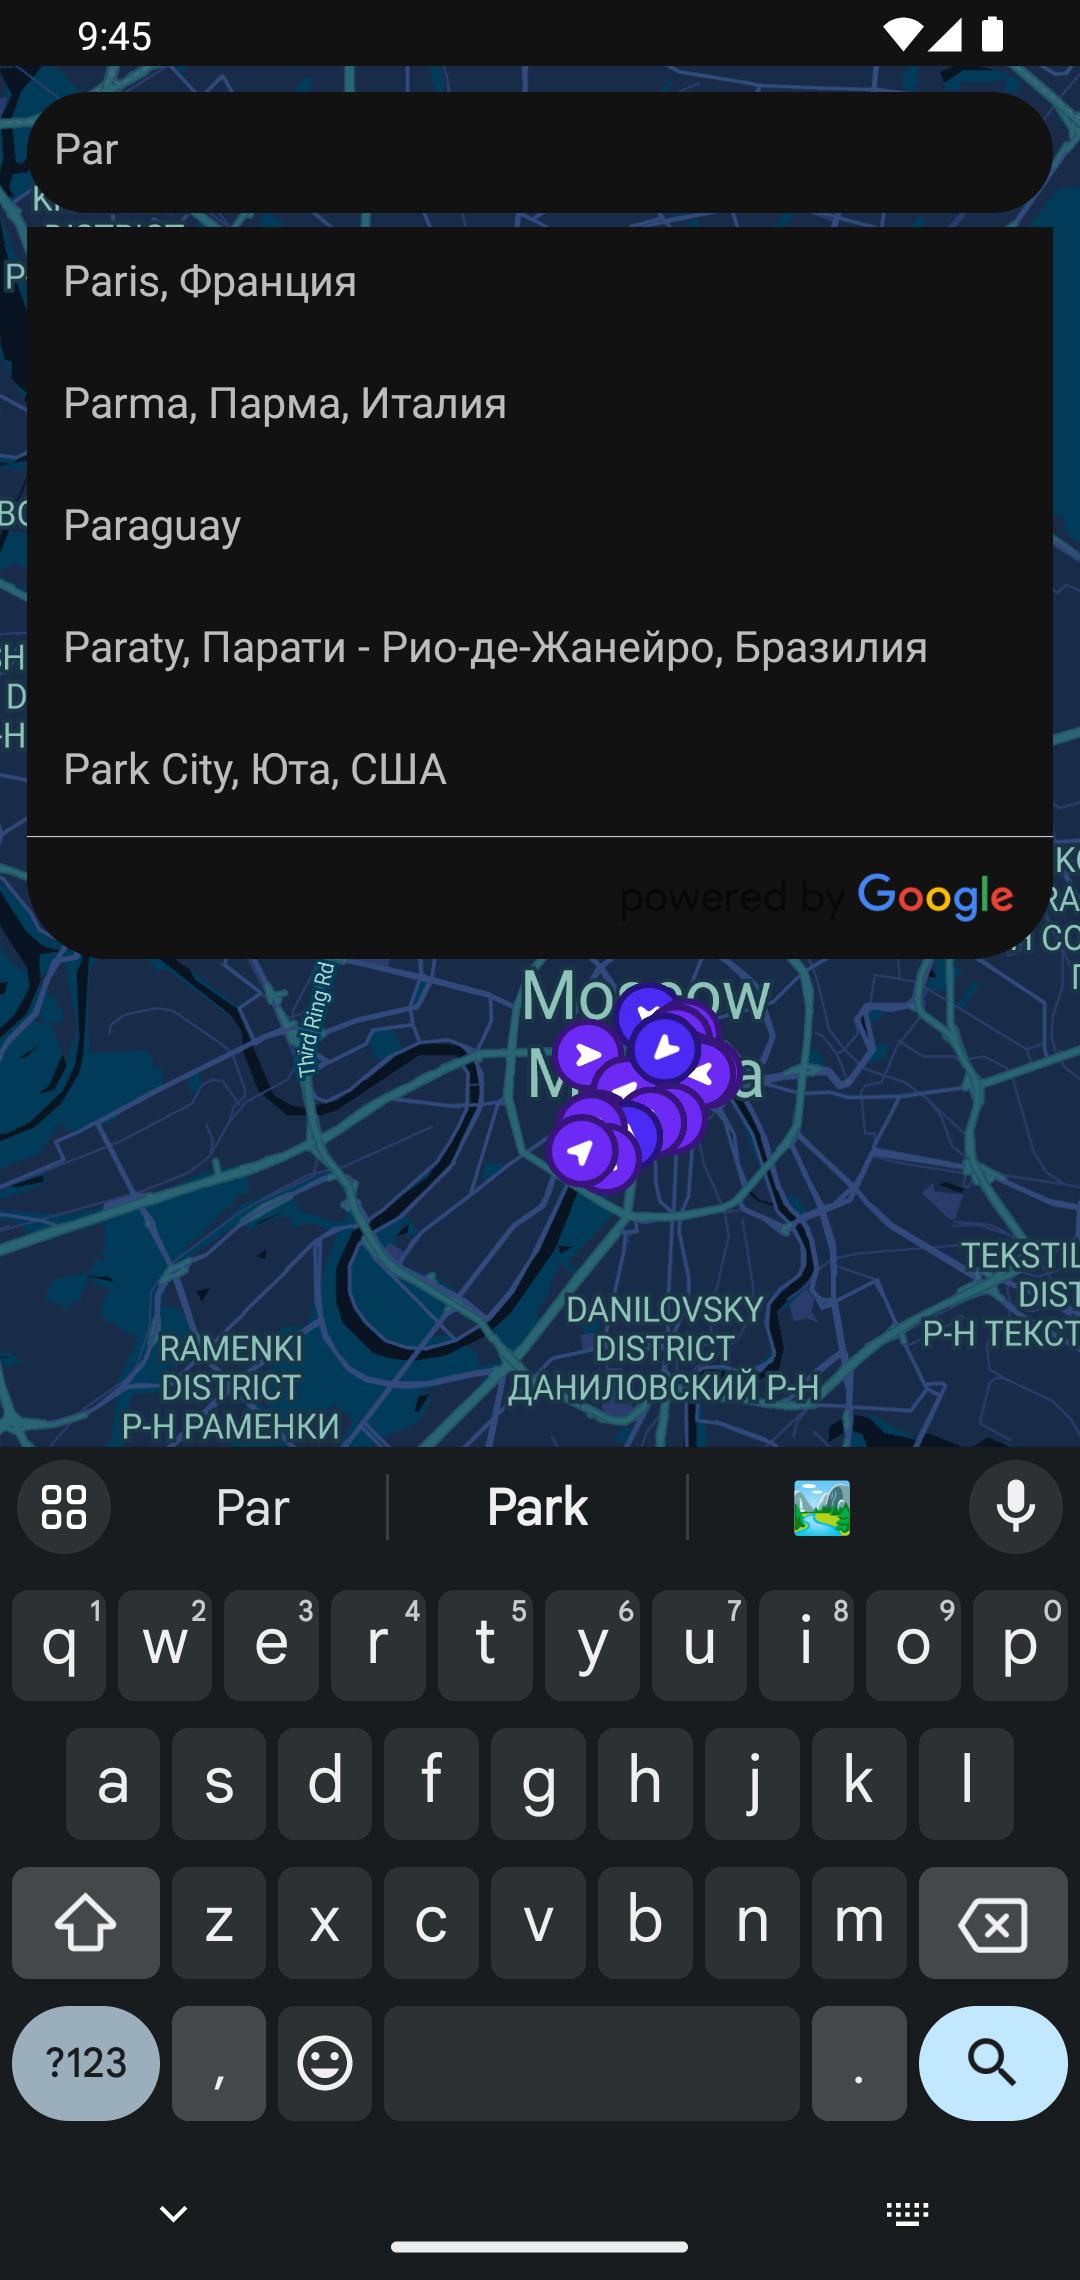 9:45
Par
DISTRICT
Paris, Франция
Parma, Парма, Италия
Paraguay
Paraty, Парати - Рио-де-Жанейро, Бразилия
Park City, Юта, США
powered by Google
Third Ring Rd
Moscow
DANILOVSKY
DISTRICT
ДАНИЛОВСКИЙ Р-Н
RAMENKI
DISTRICT
Р-Н РАМЕНКИ
TEKSTIL
DIST
Р-Н ТЕКСТ
Par Park
q 1 w 2 e 3 r 4 t 5 y 6 u 7 i 8 o 9 p 0
a s d f g h j k l
z x c v b n m
?123 , .